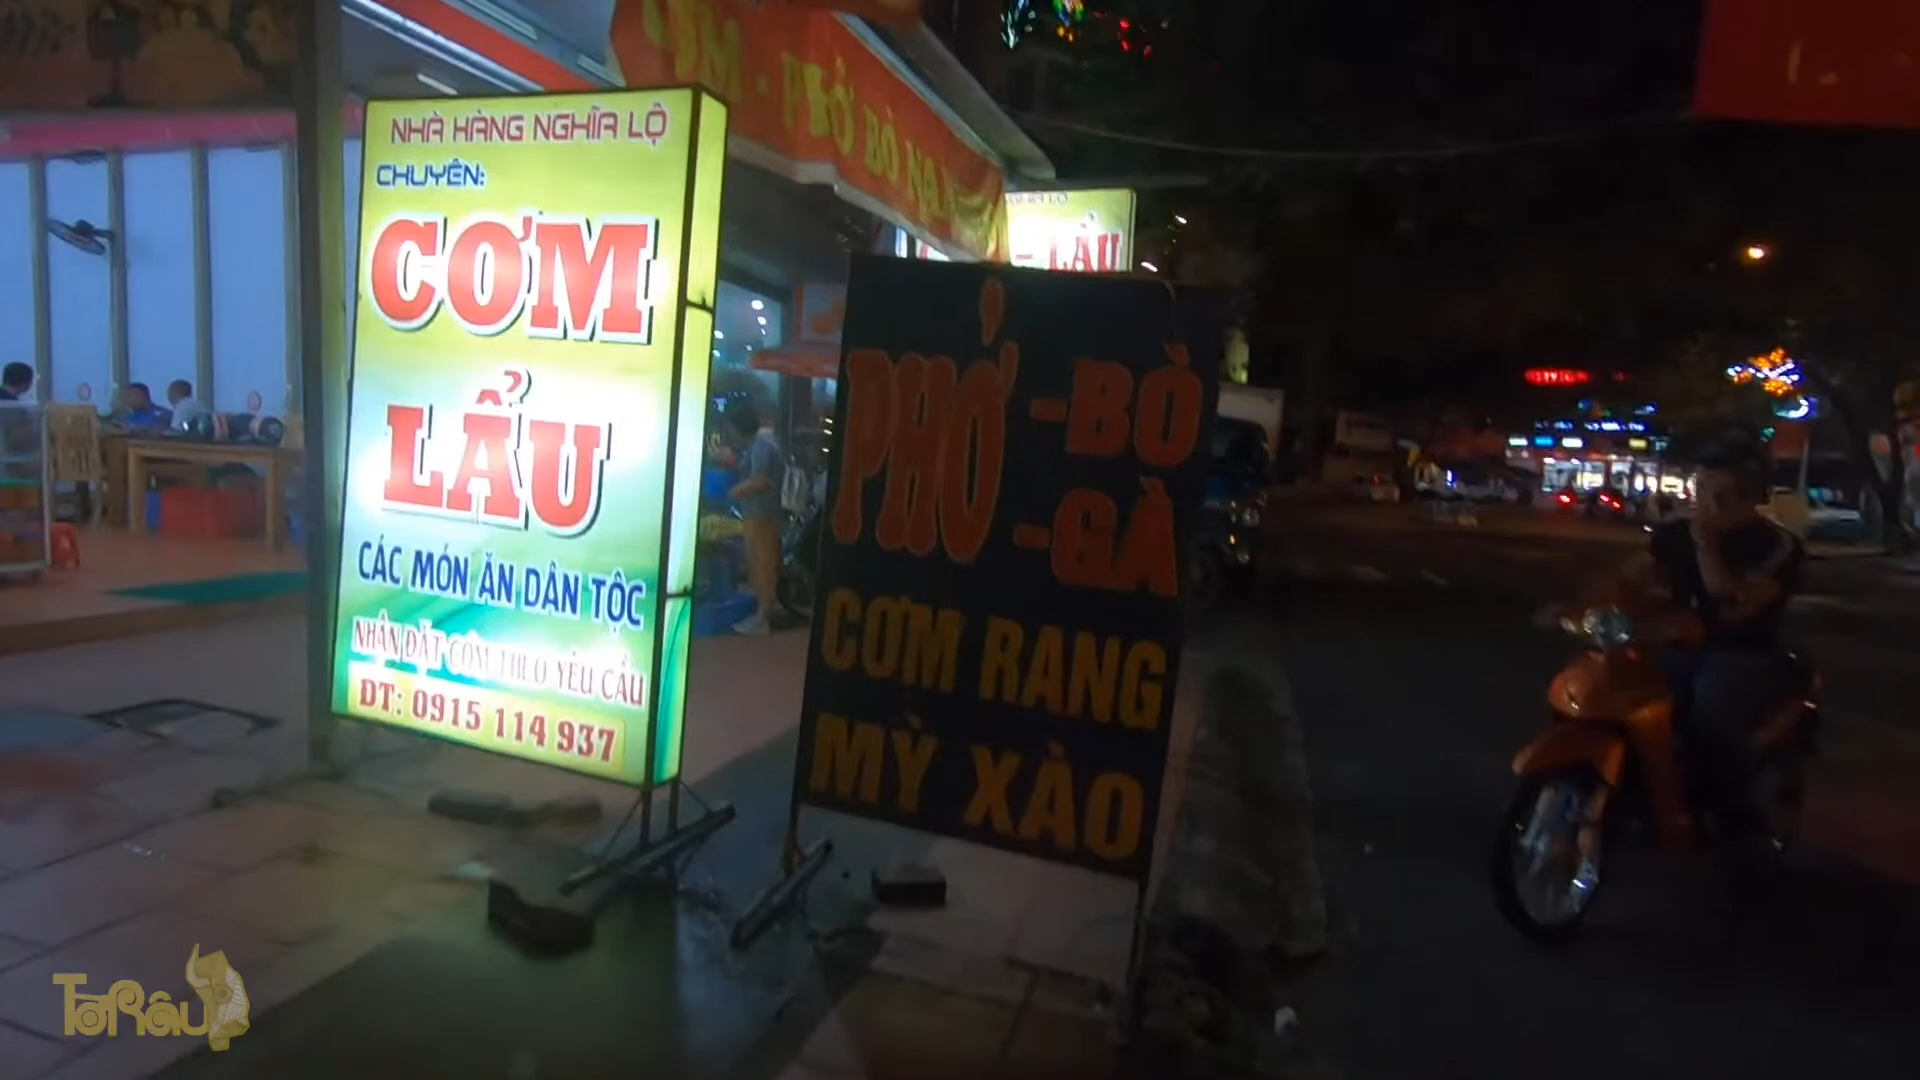 NHÀ HÀNG NGHĨA LỘ
CHUYÊN:
CƠM
LẨU
CÁC MÓN ĂN DÂN TỘC
NHẬN ĐẶT CƠM THEO YÊU CẦU
ĐT: 0915 114 937
PHỞ BÒ
- LẨU
PHỞ
-BÒ
-GÀ
CƠM RANG
MỲ XÀO
TờRâu